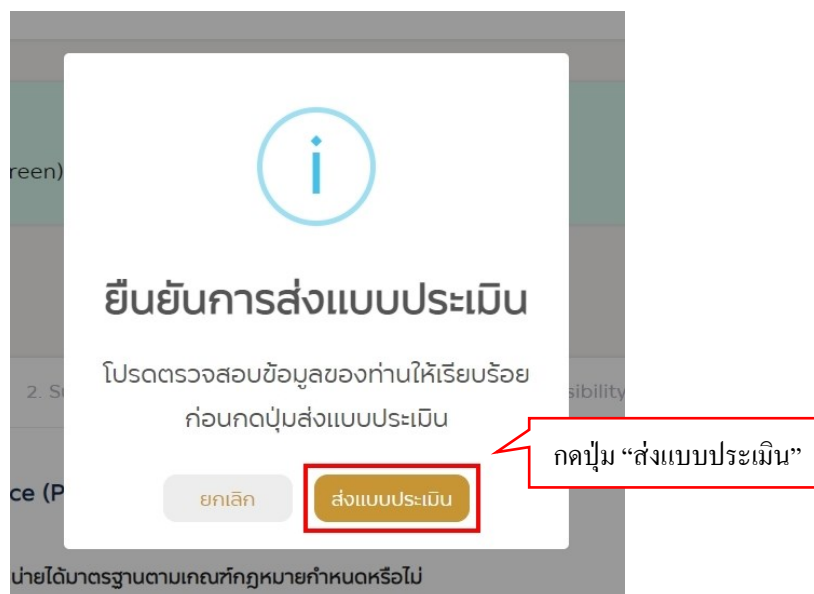 reen)
i
ยืนยันการส่งแบบประเมิน
โปรดตรวจสอบข้อมูลของท่านให้เรียบร้อย
ก่อนกดปุ่มส่งแบบประเมิน
2. S
sibility
กดปุ่ม “ส่งแบบประเมิน”
ce (P
ยกเลิก
ส่งแบบประเมิน
น่ายได้มาตรฐานตามเกณฑ์กฎหมายกำหนดหรือไม่